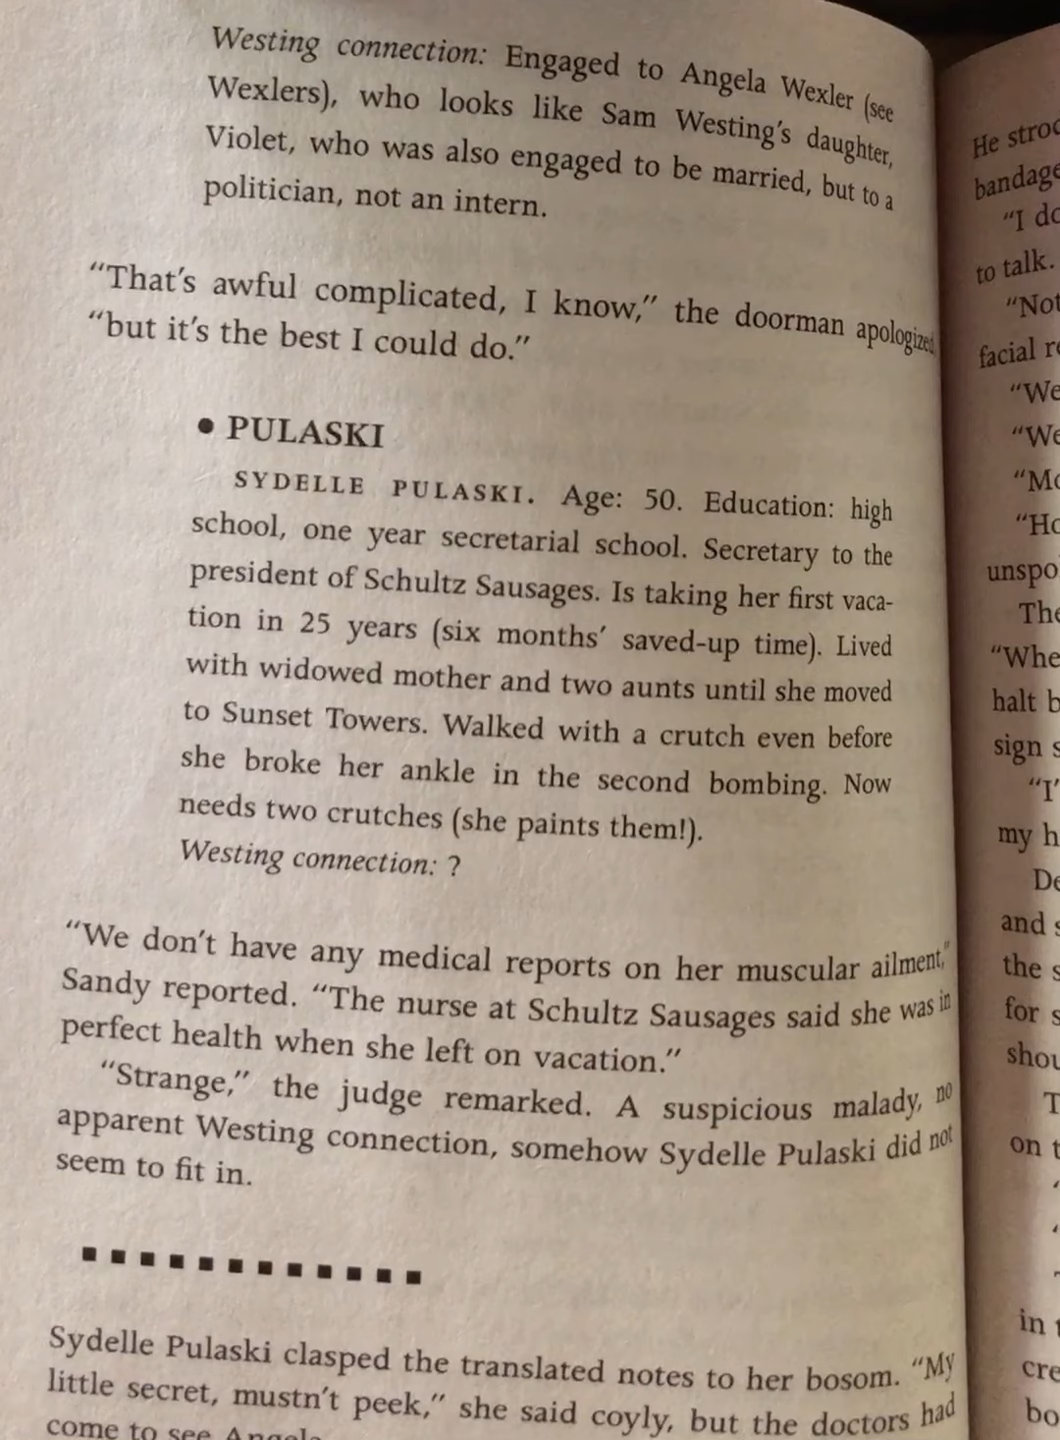 Westing connection: Engaged to Angela Wexler (see
Wexlers), who looks like Sam Westing's daughter,
Violet, who was also engaged to be married, but to a
politician, not an intern.
"That's awful complicated, I know," the doorman apologized,
"but it's the best I could do."
• PULASKI
SYDELLE PULASKI. Age: 50. Education: high
school, one year secretarial school. Secretary to the
president of Schultz Sausages. Is taking her first vaca-
tion in 25 years (six months' saved-up time). Lived
with widowed mother and two aunts until she moved
to Sunset Towers. Walked with a crutch even before
she broke her ankle in the second bombing. Now
needs two crutches (she paints them!).
Westing connection: ?
"We don't have any medical reports on her muscular ailment,"
Sandy reported. "The nurse at Schultz Sausages said she was in
perfect health when she left on vacation."
"Strange," the judge remarked. A suspicious malady, no
apparent Westing connection, somehow Sydelle Pulaski did not
seem to fit in.
Sydelle Pulaski clasped the translated notes to her bosom. "My
little secret, mustn't peek," she said coyly, but the doctors had
come to see Angela.
He
bandage
"I
to talk.
"Not
facial
"We
"We
halt
sign
"I'
my
and
the
for
on
in